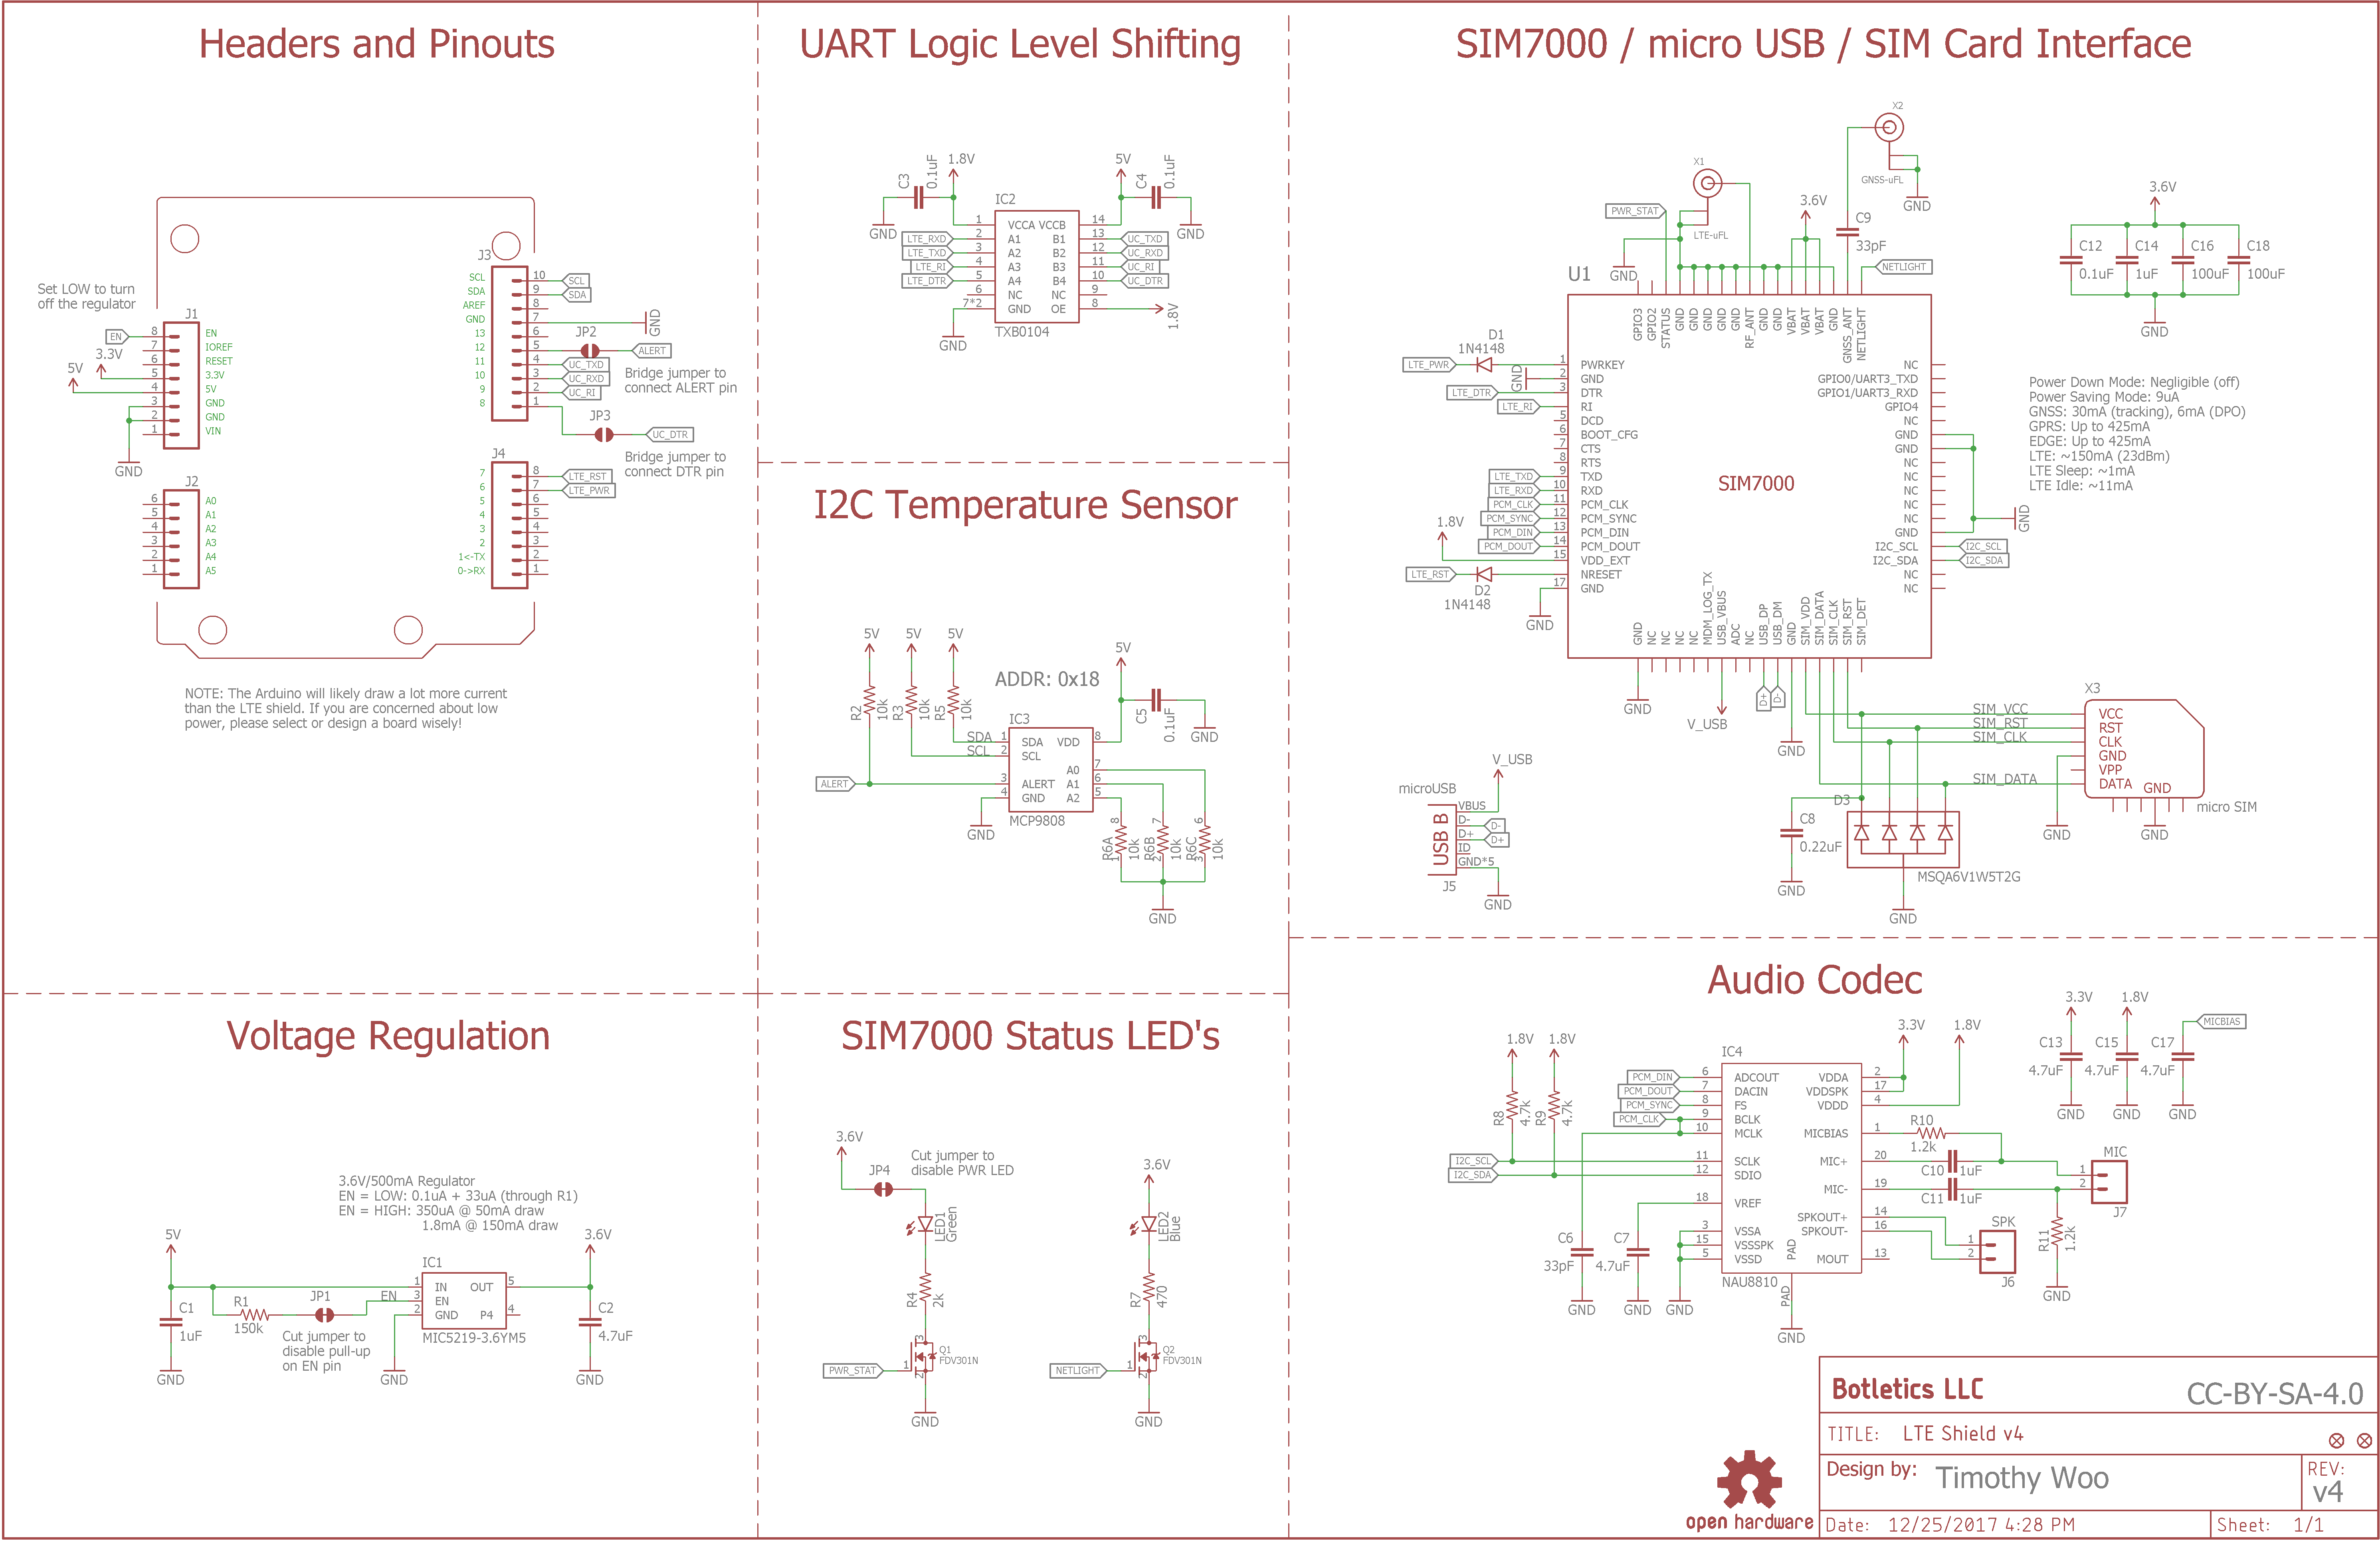 Headers and Pinouts
Set LOW to turn
off the regulator
J1
EN
8
7
6
5
4
3
2
1
EN
IOREF
RESET
3.3V
5V
GND
GND
VIN
3.3V
5V
GND
J2
6
5
4
3
2
1
A0
A1
A2
A3
A4
A5
J3
SCL
SDA
AREF
GND
13
12
11
10
9
8
10
9
8
7
6
5
4
3
2
1
SCL
SDA
GND
JP2
ALERT
UC_TXD
UC_RXD
UC_RI
Bridge jumper to
connect ALERT pin
JP3
UC_DTR
Bridge jumper to
connect DTR pin
J4
7
6
5
4
3
2
1<-TX
0->RX
8
7
6
5
4
3
2
1
LTE_RST
LTE_PWR
NOTE: The Arduino will likely draw a lot more current
than the LTE shield. If you are concerned about low
power, please select or design a board wisely!
UART Logic Level Shifting
C3
0.1uF
1.8V
GND
5V
C4
0.1uF
GND
IC2
1 VCCA VCCB 14
LTE_RXD 2 A1 B1 13 UC_TXD
LTE_TXD 3 A2 B2 12 UC_RXD
LTE_RI 4 A3 B3 11 UC_RI
LTE_DTR 5 A4 B4 10 UC_DTR
6 NC NC 9
7*2 GND OE 8
1.8V
TXB0104
GND
I2C Temperature Sensor
5V 5V 5V
5V
ADDR: 0x18
R2
10k
R3
10k
R5
10k
C5
0.1uF
GND
IC3
SDA 1 SDA VDD 8
SCL 2 SCL
A0 7
ALERT 3 ALERT A1 6
4 GND A2 5
MCP9808
GND
R6A
8
1
10k
R6B
7
2
10k
R6C
6
3
10k
GND
SIM7000 / micro USB / SIM Card Interface
X2
GNSS-uFL
GND
X1
LTE-uFL
PWR_STAT
GND
3.6V
C9
33pF
NETLIGHT
3.6V
C12
0.1uF
C14
1uF
C16
100uF
C18
100uF
GND
U1
GPIO3
GPIO2
STATUS
GND
GND
GND
GND
GND
RF_ANT
GND
GND
VBAT
VBAT
VBAT
GND
GNSS_ANT
NETLIGHT
D1
1N4148
LTE_PWR 1 PWRKEY
GND 2 GND
LTE_DTR 3 DTR
LTE_RI RI
5 DCD
6 BOOT_CFG
7 CTS
8 RTS
LTE_TXD 9 TXD
LTE_RXD 10 RXD
PCM_CLK 11 PCM_CLK
PCM_SYNC 12 PCM_SYNC
PCM_DIN 13 PCM_DIN
PCM_DOUT 14 PCM_DOUT
1.8V
15 VDD_EXT
LTE_RST NRESET
17 GND
D2
1N4148
GND
SIM7000
NC
GPIO0/UART3_TXD
GPIO1/UART3_RXD
GPIO4
NC
GND
GND
NC
NC
NC
NC
NC
GND
I2C_SCL
I2C_SDA
NC
NC
GND
I2C_SCL
I2C_SDA
GND
NC
NC
NC
NC
MDM_LOG_TX
USB_VBUS
ADC
NC
USB_DP
USB_DM
GND
SIM_VDD
SIM_DATA
SIM_CLK
SIM_RST
SIM_DET
GND
V_USB
D+
D-
GND
Power Down Mode: Negligible (off)
Power Saving Mode: 9uA
GNSS: 30mA (tracking), 6mA (DPO)
GPRS: Up to 425mA
EDGE: Up to 425mA
LTE: ~150mA (23dBm)
LTE Sleep: ~1mA
LTE Idle: ~11mA
X3
SIM_VCC VCC
SIM_RST RST
SIM_CLK CLK
GND
VPP
SIM_DATA DATA GND
micro SIM
GND
GND
V_USB
microUSB
USB B
VBUS
D- D-
D+ D+
ID
GND*5
J5
GND
D3
C8
0.22uF
GND
MSQA6V1W5T2G
GND
Voltage Regulation
3.6V/500mA Regulator
EN = LOW: 0.1uA + 33uA (through R1)
EN = HIGH: 350uA @ 50mA draw
1.8mA @ 150mA draw
5V
3.6V
IC1
1 IN OUT 5
EN 3 EN
2 GND P4 4
MIC5219-3.6YM5
C1
1uF
R1
150k
JP1
Cut jumper to
disable pull-up
on EN pin
C2
4.7uF
GND
GND
GND
SIM7000 Status LED's
3.6V
JP4
Cut jumper to
disable PWR LED
LED1
Green
R4
2k
3
Q1
FDV301N
PWR_STAT 1
2
GND
3.6V
LED2
Blue
R7
470
3
Q2
FDV301N
NETLIGHT 1
2
GND
Audio Codec
1.8V 1.8V
R8
4.7k
R9
4.7k
3.3V
1.8V
IC4
PCM_DIN 6 ADCOUT VDDA 2
PCM_DOUT 7 DACIN VDDSPK 17
PCM_SYNC 8 FS VDDD 4
PCM_CLK 9 BCLK
10 MCLK MICBIAS 1
I2C_SCL 11 SCLK MIC+ 20
I2C_SDA 12 SDIO
MIC- 19
18 VREF
SPKOUT+ 14
3 VSSA SPKOUT- 16
15 VSSSPK
5 VSSD MOUT 13
PAD
NAU8810
PAD
GND
C6
33pF
GND
C7
4.7uF
GND
GND
R10
1.2k
C10 1uF
C11 1uF
MIC
1
2
J7
R11
1.2k
GND
SPK
1
2
J6
3.3V
1.8V
MICBIAS
C13
4.7uF
C15
4.7uF
C17
4.7uF
GND
GND
GND
Botletics LLC
CC-BY-SA-4.0
TITLE: LTE Shield v4
Design by: Timothy Woo
REV:
v4
Date: 12/25/2017 4:28 PM
Sheet: 1/1
open hardware